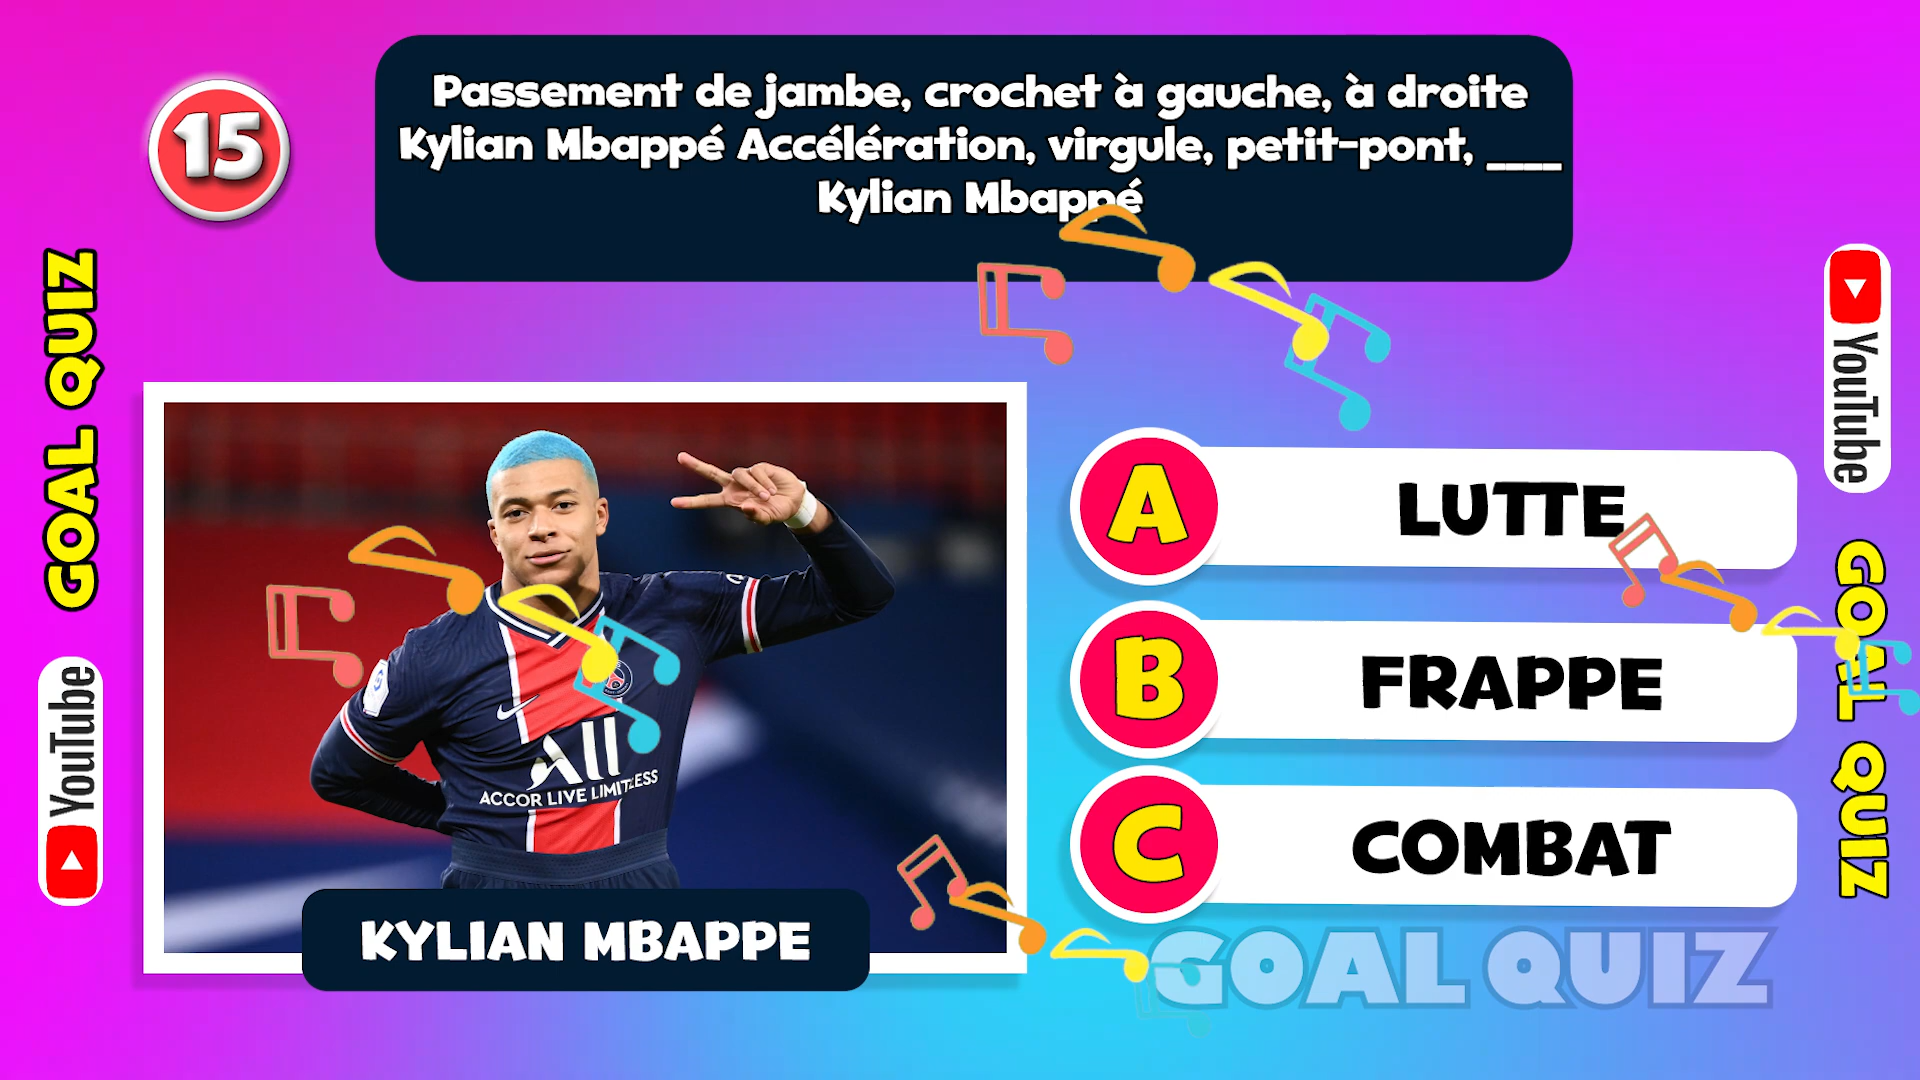 15
Passement de jambe, crochet à gauche, à droite
Kylian Mbappé Accélération, virgule, petit-pont, ____
Kylian Mbappé
GOAL QUIZ
YouTube
YouTube
GOAL QUIZ
ALL
ACCOR LIVE LIMITLESS
KYLIAN MBAPPE
A LUTTE
B FRAPPE
C COMBAT
GOAL QUIZ